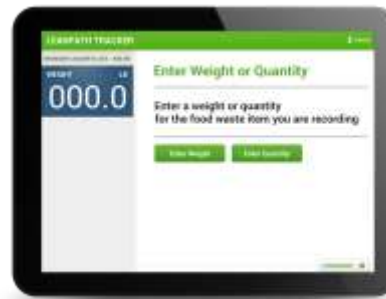 LEANPATH TRACKER
WEIGHT LB
000.0
Enter Weight or Quantity
Enter a weight or quantity
for the food waste item you are recording
Enter Weight Enter Quantity